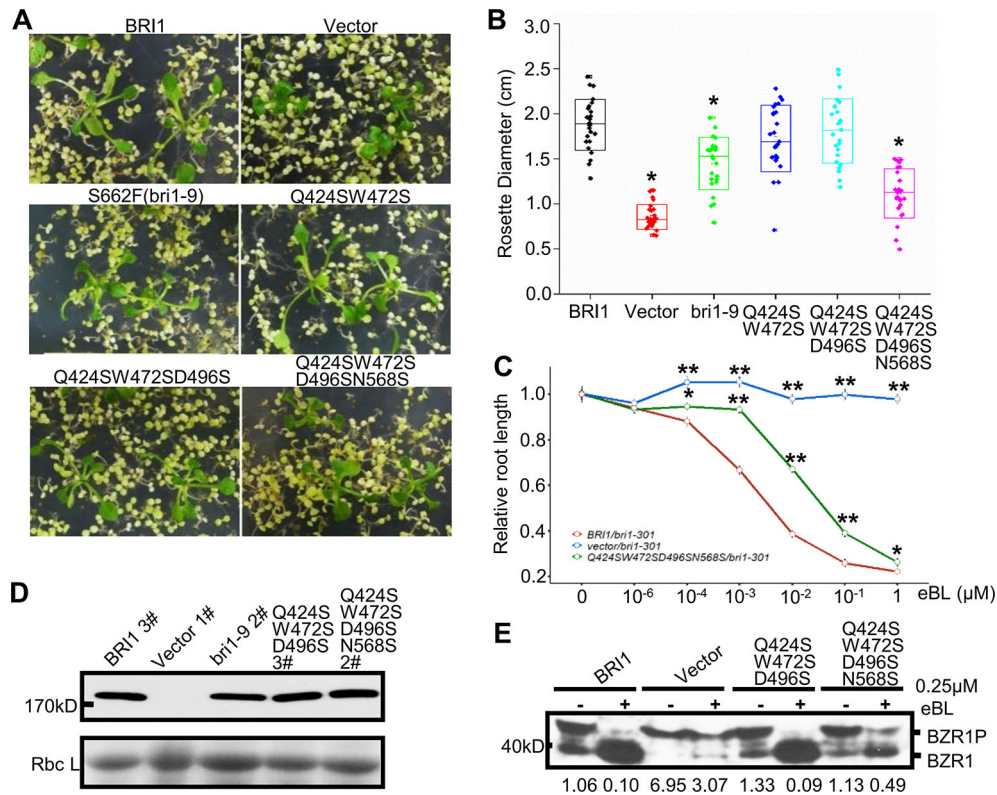 A
BRI1
Vector
S662F(bri1-9)
Q424SW472S
Q424SW472SD496S
Q424SW472S
D496SN568S
B
Rosette Diameter (cm)
3.0
2.5
2.0
1.5
1.0
0.5
0.0
*
*
*
BRI1
Vector
bri1-9
Q424S
W472S
Q424S
W472S
D496S
Q424S
W472S
D496S
N568S
C
Relative root length
1.0
0.8
0.6
0.4
0.2
**
**
**
**
**
*
**
**
**
*
BRI1/bri1-301
vector/bri1-301
Q424SW472SD496SN568S/bri1-301
0
10-6
10-4
10-3
10-2
10-1
1
eBL (μM)
D
BRI1 3#
Vector 1#
bri1-9 2#
Q424S
W472S
D496S
3#
Q424S
W472S
D496S
N568S
2#
170kD
Rbc L
E
BRI1
Vector
Q424S
W472S
D496S
Q424S
W472S
D496S
N568S
0.25μM
- + - + - + - + eBL
40kD
BZR1P
BZR1
1.06 0.10 6.95 3.07 1.33 0.09 1.13 0.49